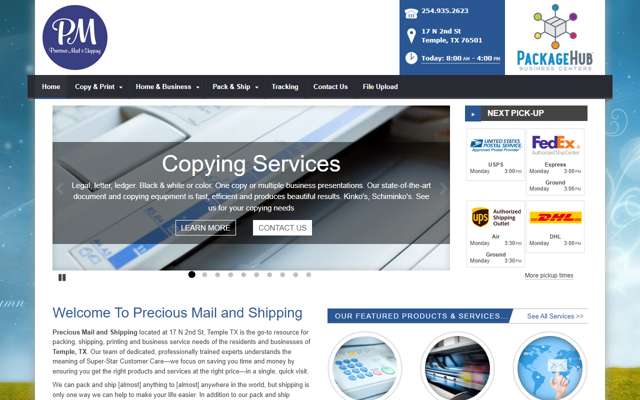 PM
Precious Mail & Shipping
254.935.2623
17 N 2nd St
Temple, TX 76501
Today: 8:00 AM - 4:00 PM
PACKAGEHUB
BUSINESS CENTERS
Home
Copy & Print
Home & Business
Pack & Ship
Tracking
Contact Us
File Upload
Copying Services
Legal, letter, ledger. Black & white or color. One copy or multiple business presentations. Our state-of-the-art
document and copying equipment is fast, efficient and produces beautiful results. Kinko's, Schiminko's. See
us for your copying needs
LEARN MORE
CONTACT US
NEXT PICK-UP
UNITED STATES
POSTAL SERVICE
Approved Postal Provider
USPS
Monday 3:00 PM
FedEx
Authorized ShipCenter
Express
Monday 3:00 PM
Ground
Monday 3:00 PM
ups
Authorized
Shipping
Outlet
Air
Monday 3:30 PM
Ground
Monday 3:30 PM
DHL
DHL
Monday 3:00 PM
More pickup times
Welcome To Precious Mail and Shipping
Precious Mail and Shipping located at 17 N 2nd St, Temple TX is the go-to resource for
packing, shipping, printing and business service needs of the residents and businesses of
Temple, TX. Our team of dedicated, professionally trained experts understands the
meaning of Super-Star Customer Care—we focus on saving you time and money by
ensuring you get the right products and services at the right price—in a single, quick visit.
We can pack and ship [almost] anything to [almost] anywhere in the world, but shipping is
only one way we can help to make your life easier. In addition to our pack and ship
OUR FEATURED PRODUCTS & SERVICES...
See All Services >>